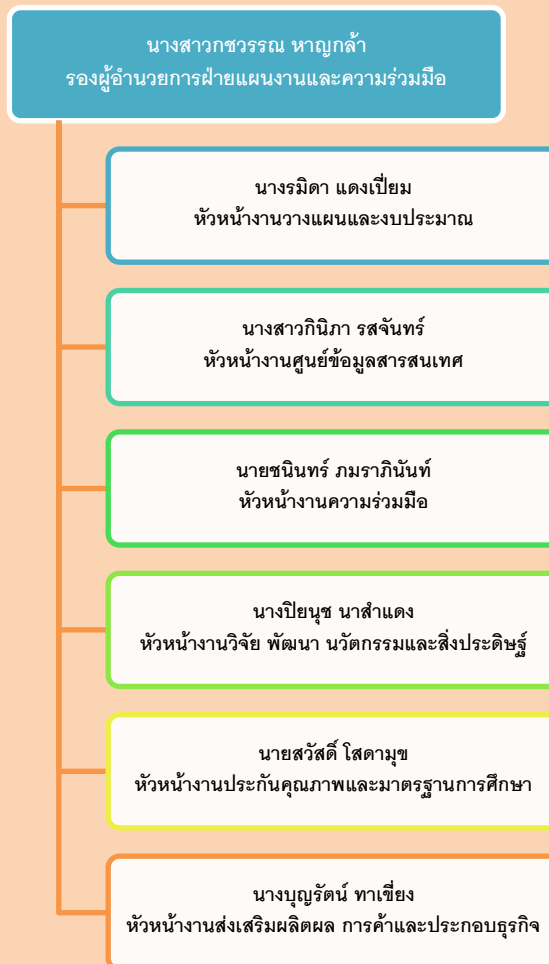 นางสาวกชวรรณ หาญกล้า
รองผู้อำนวยการฝ่ายแผนงานและความร่วมมือ
นางรมิดา แดงเปี่ยม
หัวหน้างานวางแผนและงบประมาณ
นางสาวกินิภา รสจันทร์
หัวหน้างานศูนย์ข้อมูลสารสนเทศ
นายชนินทร์ ภมราภินันท์
หัวหน้างานความร่วมมือ
นางปิยนุช นาสำแดง
หัวหน้างานวิจัย พัฒนา นวัตกรรมและสิ่งประดิษฐ์
นายสวัสดิ์ โสดามุข
หัวหน้างานประกันคุณภาพและมาตรฐานการศึกษา
นางบุญรัตน์ ทาเขี่ยง
หัวหน้างานส่งเสริมผลิตผล การค้าและประกอบธุรกิจ